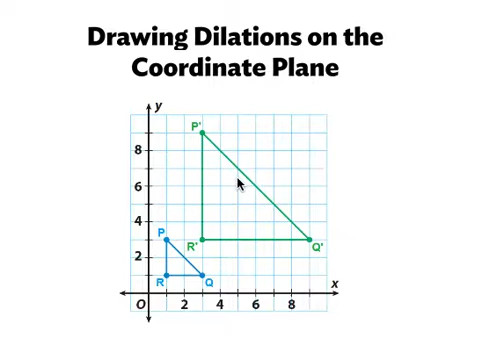 Drawing Dilations on the
Coordinate Plane
y
P'
8
6
4
P
R'
Q'
2
R
Q
x
O 2 4 6 8